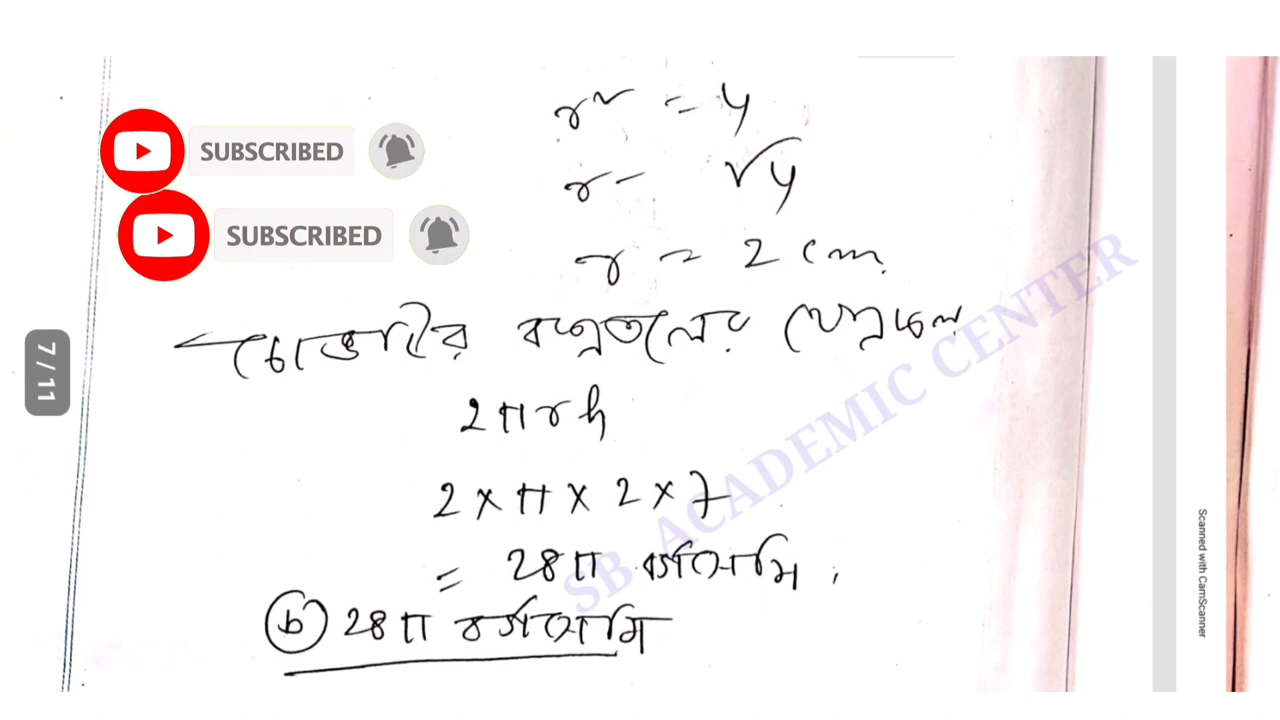 r² = 4
SUBSCRIBED
r = √4
SUBSCRIBED
r = 2 cm.
চোঙটির বক্রতলের ক্ষেত্রফল
7 / 11
2πrh
2 × π × 2 × 7
= 28π বর্গসেমি,
(b) 28π বর্গসেমি
SB ACADEMIC CENTER
Scanned with CamScanner